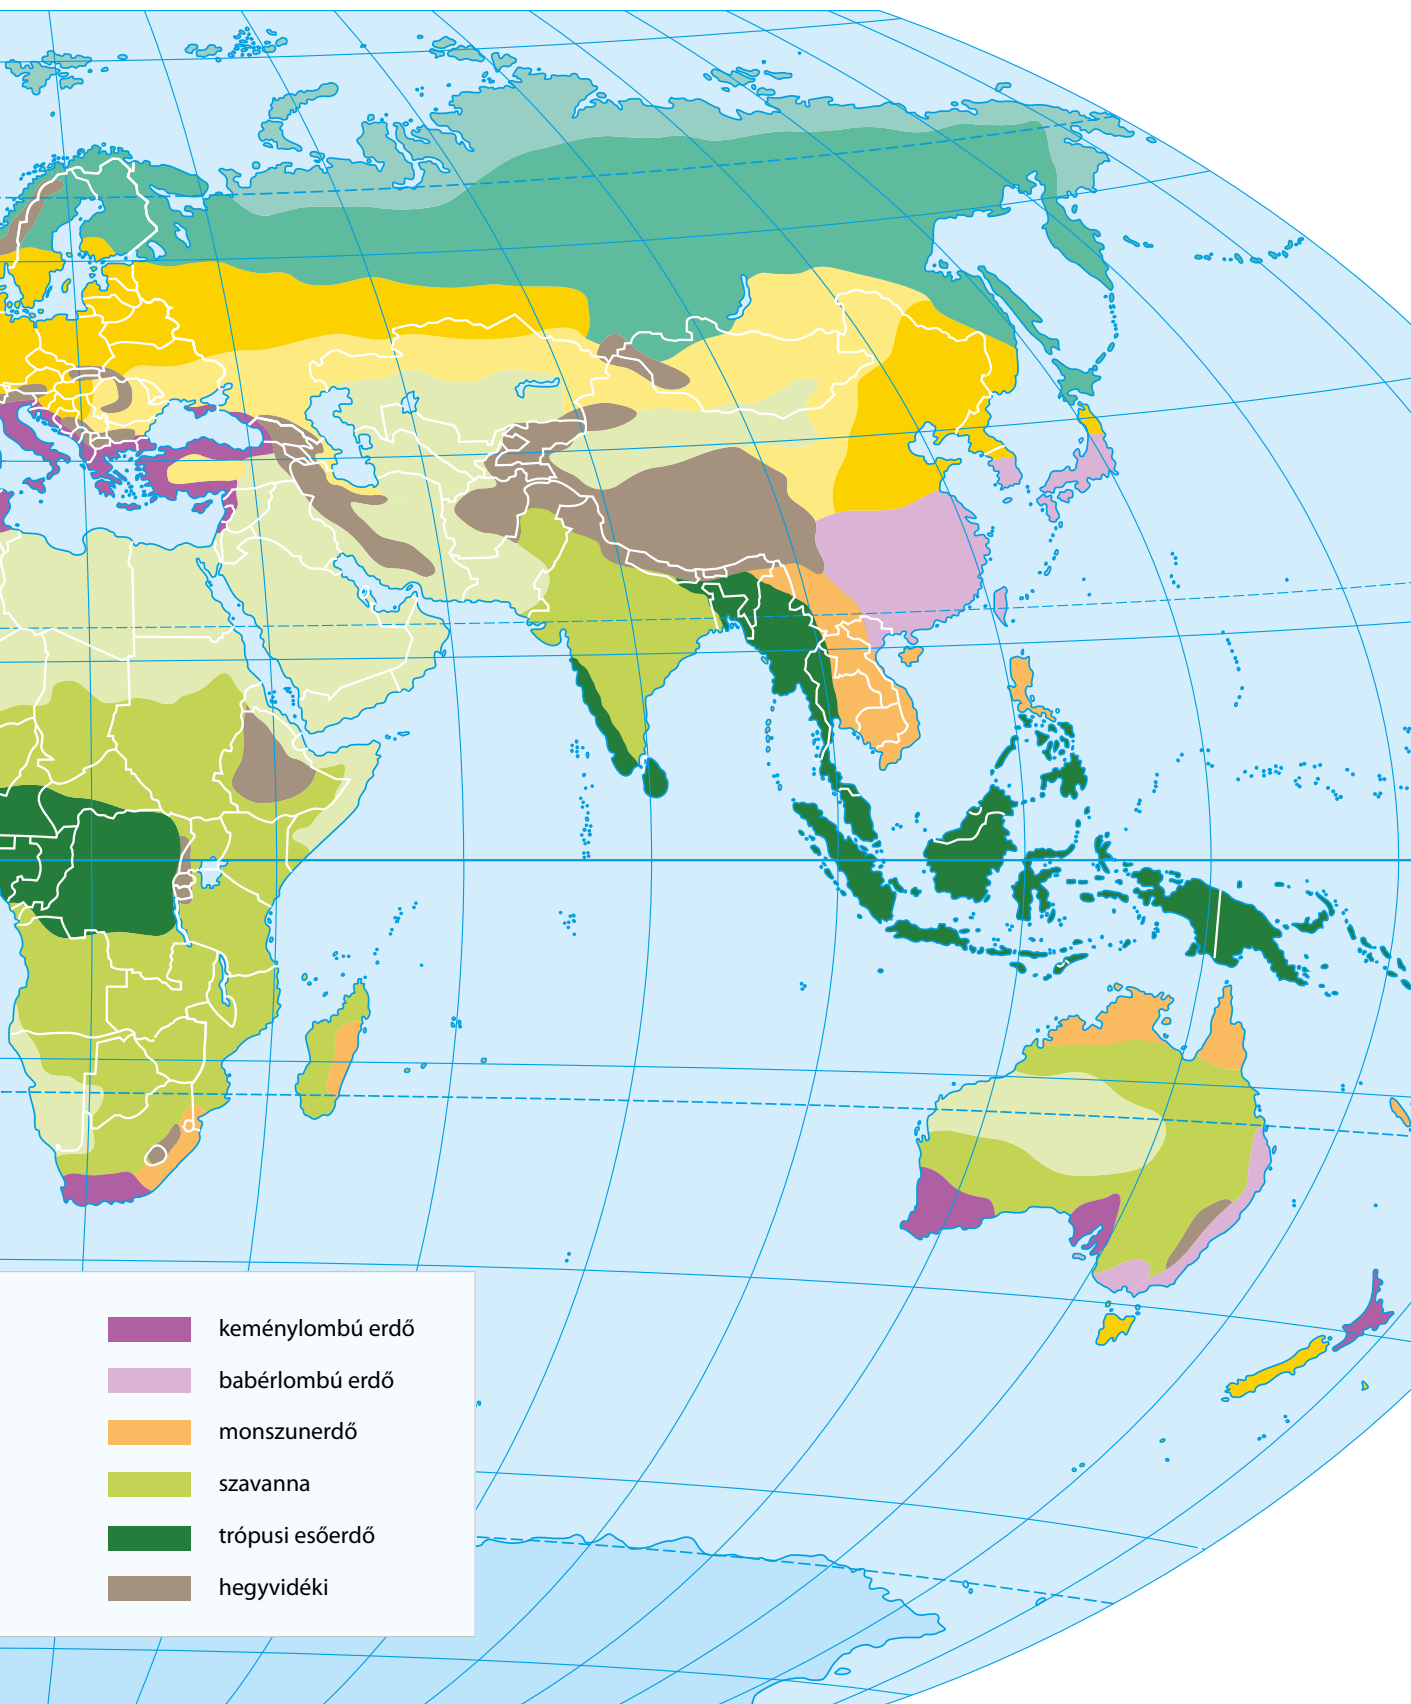 keménylombú erdő
babérlombú erdő
monszunerdő
szavanna
trópusi esőerdő
hegyvidéki